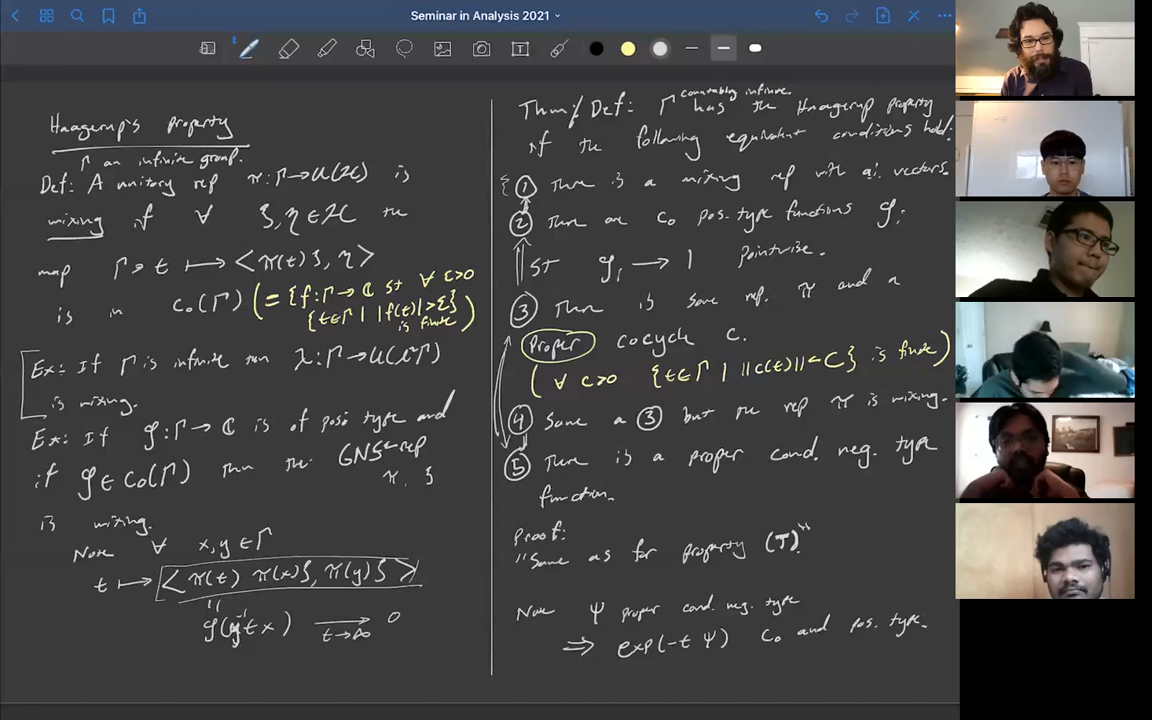 Seminar in Analysis 2021
Haagerup's Property
Γ an infinite group.
Def: A unitary rep π: Γ → U(ℋ) is
mixing if ∀ ξ, η ∈ ℋ the
map Γ ∋ t ⟼ <π(t) ξ, η>
is in C₀(Γ) (= {f: Γ → ℂ st ∀ ε>0
{t∈Γ | |f(t)| > ε}
is finite)
Ex: If Γ is infinite then λ: Γ → U(ℓ²Γ)
is mixing.
Ex: If φ: Γ → ℂ is of pos type and
if φ ∈ C₀(Γ) then the GNS-rep
π, ξ
is mixing.
Note ∀ x, y ∈ Γ
t ⟼ <π(t) π(x) ξ, π(y) ξ>
"
φ(y⁻¹ t x) → 0
t→∞
Thm/Def: Γ countably infinite has the Haagerup property
if the following equivalent conditions hold:
① There is a mixing rep with a.i. vectors.
② There are C₀ pos. type functions φᵢ
st φᵢ → 1 pointwise.
③ There is some rep. π and a
Proper cocycle c.
(∀ C>0 {t∈Γ | ||c(t)|| ≤ C} is finite)
④ Same as ③ but the rep π is mixing.
⑤ There is a proper cond. neg. type
function.
Proof:
"Same as for property (T)"
Note ψ proper cond. neg. type
⟹ exp(-t ψ) C₀ and pos. type.